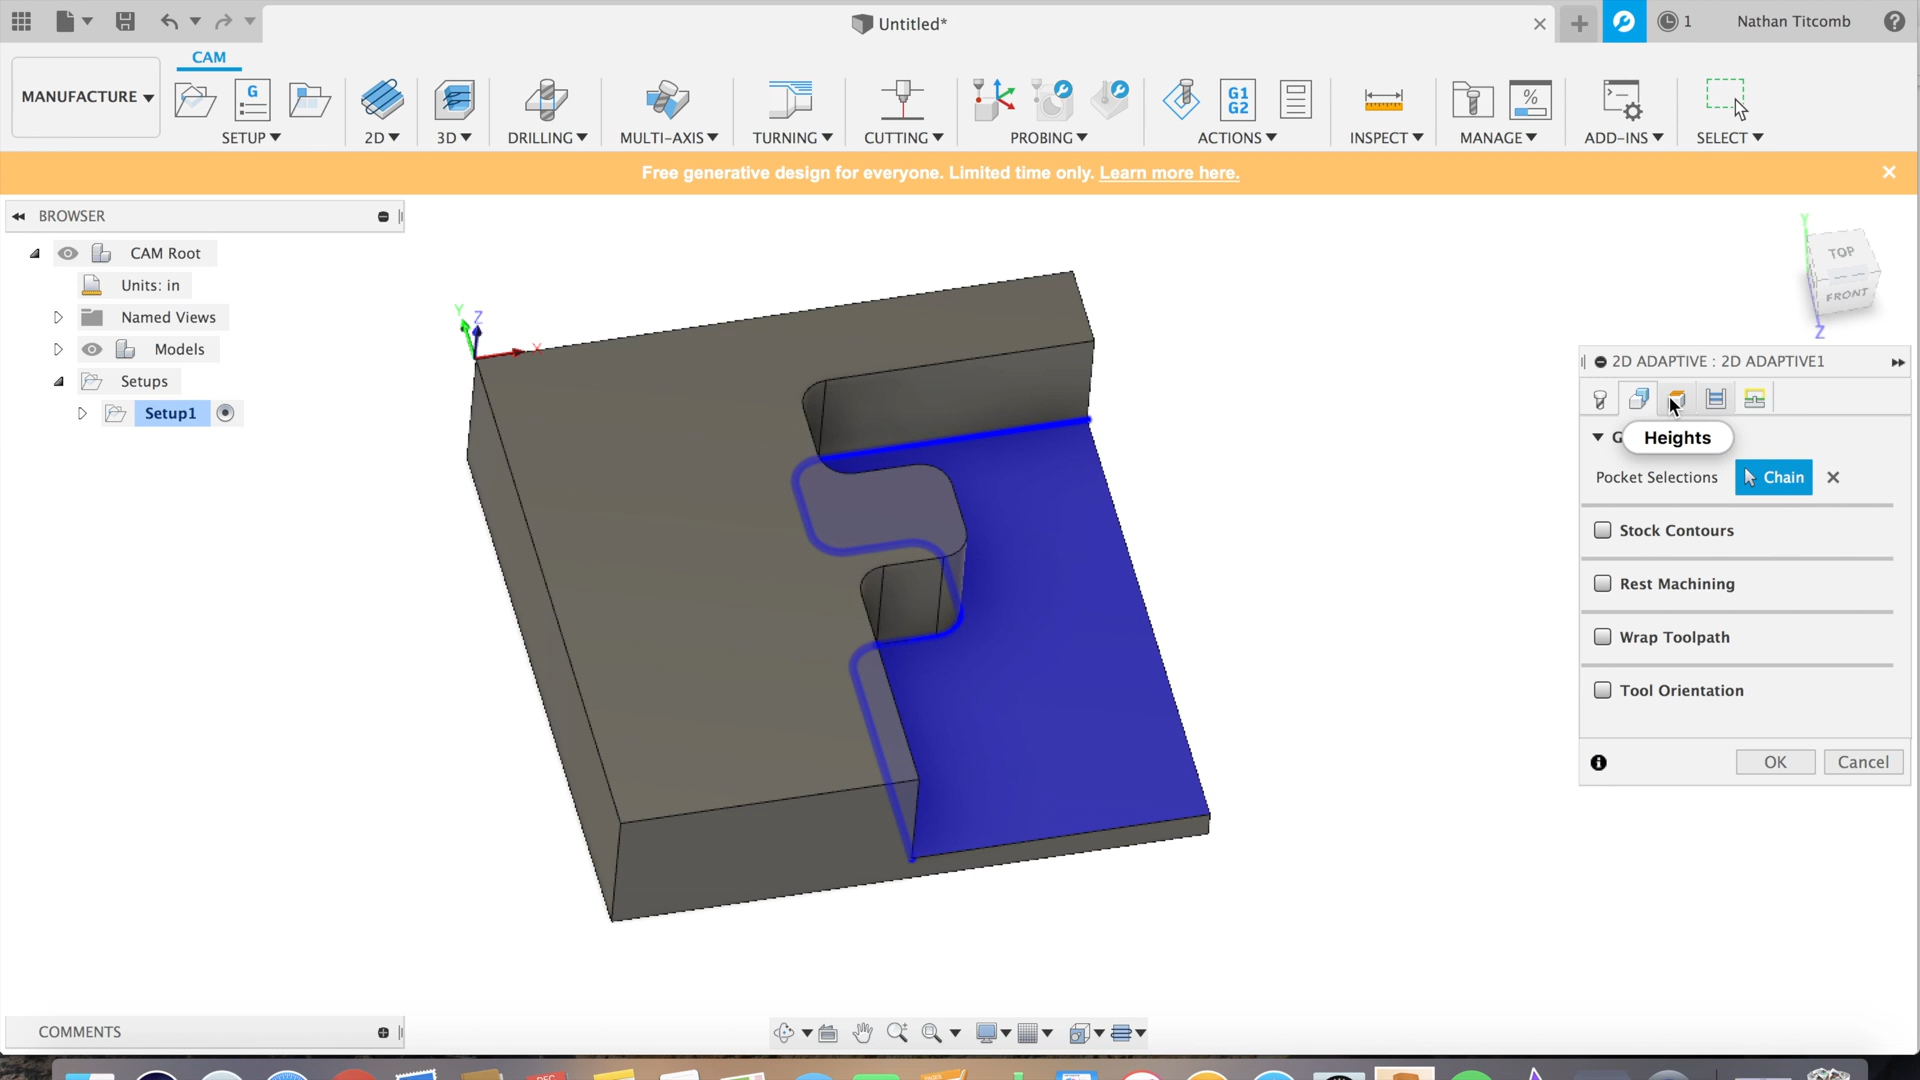 Untitled*
1
Nathan Titcomb
CAM
MANUFACTURE
G
G1
G2
%
SETUP
2D
3D
DRILLING
MULTI-AXIS
TURNING
CUTTING
PROBING
ACTIONS
INSPECT
MANAGE
ADD-INS
SELECT
Free generative design for everyone. Limited time only. Learn more here.
BROWSER
CAM Root
Units: in
Named Views
Models
Setups
Setup1
Y
Z
X
Y
TOP
FRONT
Z
2D ADAPTIVE : 2D ADAPTIVE1
G
Heights
Pocket Selections
Chain
Stock Contours
Rest Machining
Wrap Toolpath
Tool Orientation
OK
Cancel
COMMENTS
DEC